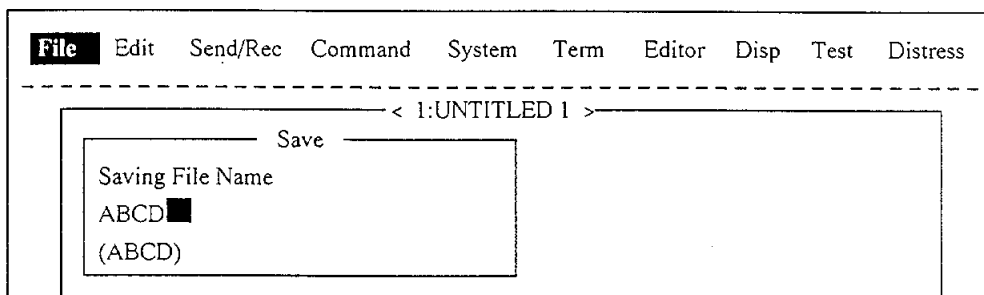 File Edit Send/Rec Command System Term Editor Disp Test Distress
< 1:UNTITLED 1 >
Save
Saving File Name
ABCD
(ABCD)